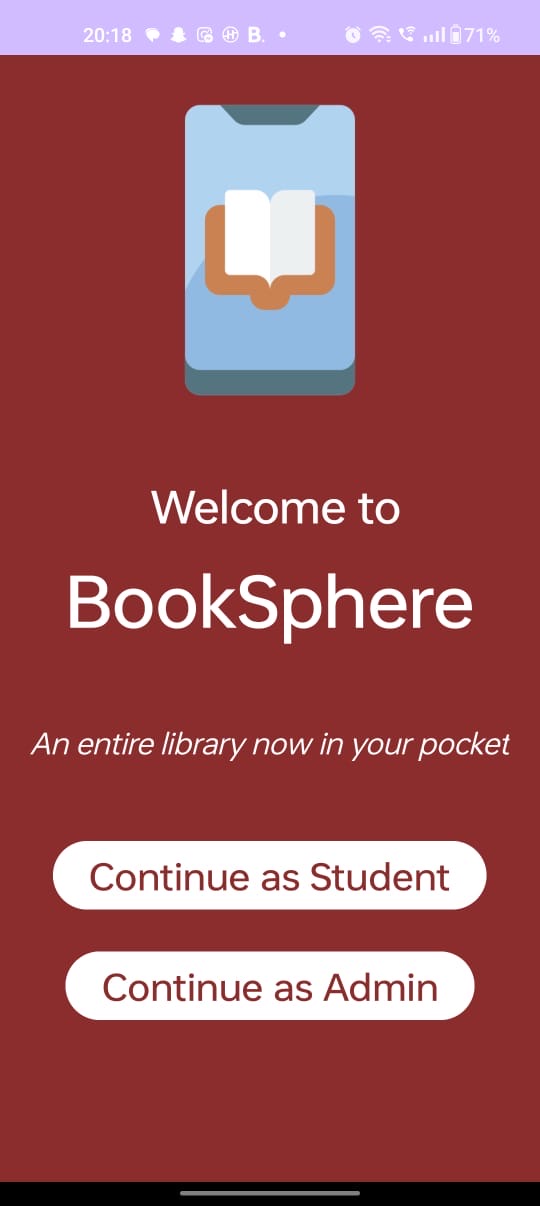 20:18 B. 71%
Welcome to
BookSphere
An entire library now in your pocket
Continue as Student
Continue as Admin